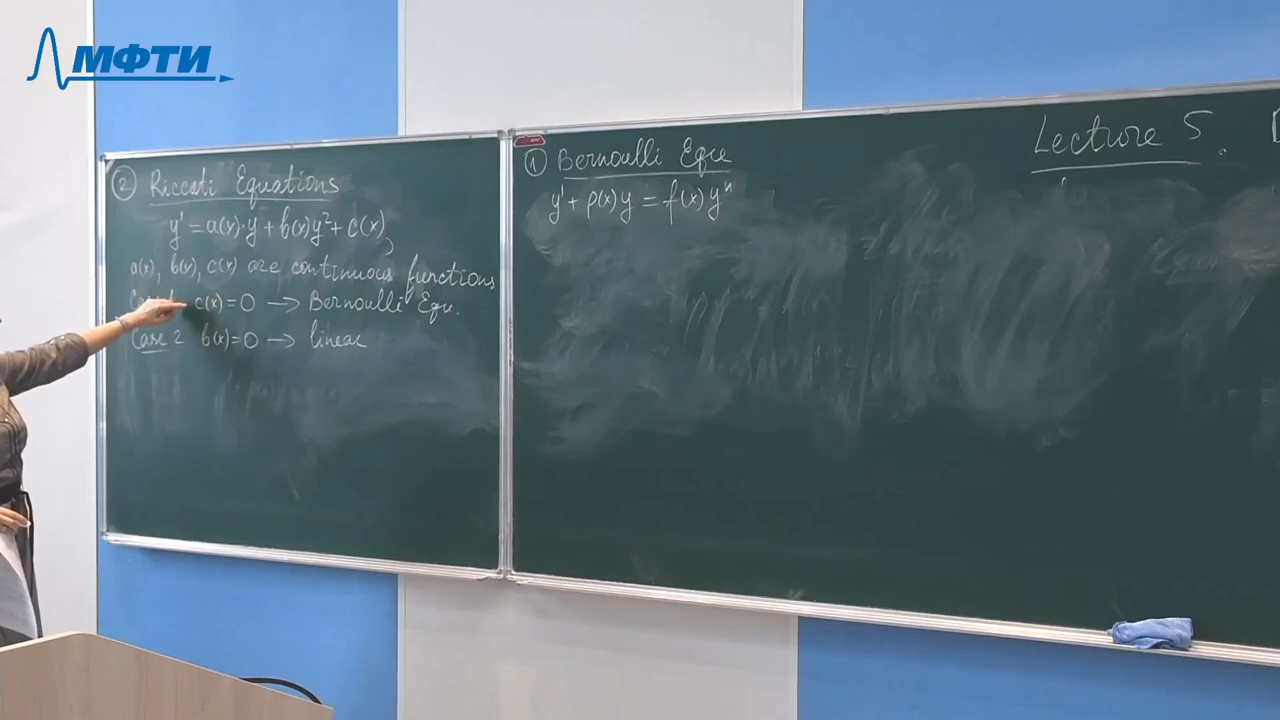 МФТИ
② Riccati Equations
y' = a(x)·y + b(x)y² + c(x),
a(x), b(x), c(x) are continuous functions
c(x) = 0 → Bernoulli Equ.
Case 2 b(x)=0 → linear
① Bernoulli Equ
y' + p(x)y = f(x)yⁿ
Lecture 5.